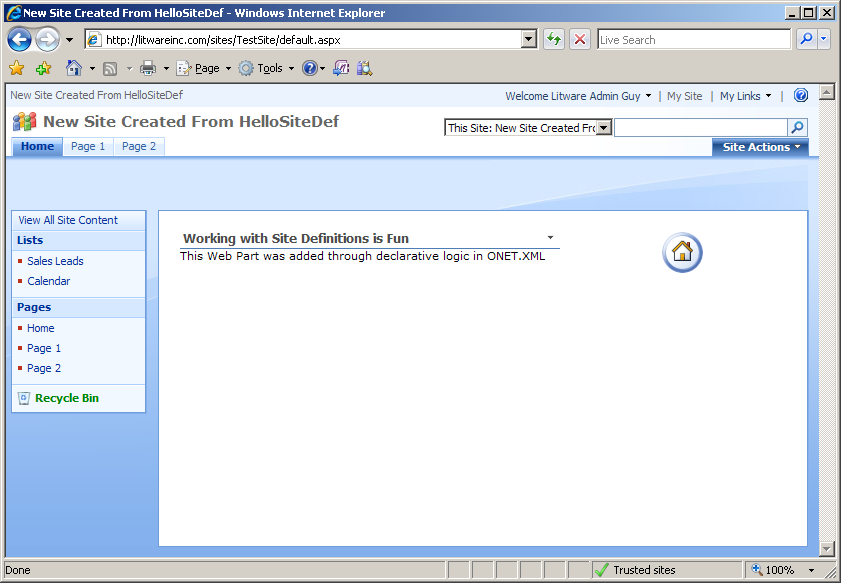 New Site Created From HelloSiteDef - Windows Internet Explorer
http://litwareinc.com/sites/TestSite/default.aspx
Live Search
Page
Tools
New Site Created From HelloSiteDef
Welcome Litware Admin Guy | My Site | My Links |
New Site Created From HelloSiteDef
This Site: New Site Created Frc
Home Page 1 Page 2
Site Actions
View All Site Content
Lists
Sales Leads
Calendar
Pages
Home
Page 1
Page 2
Recycle Bin
Working with Site Definitions is Fun
This Web Part was added through declarative logic in ONET.XML
Done
Trusted sites
100%